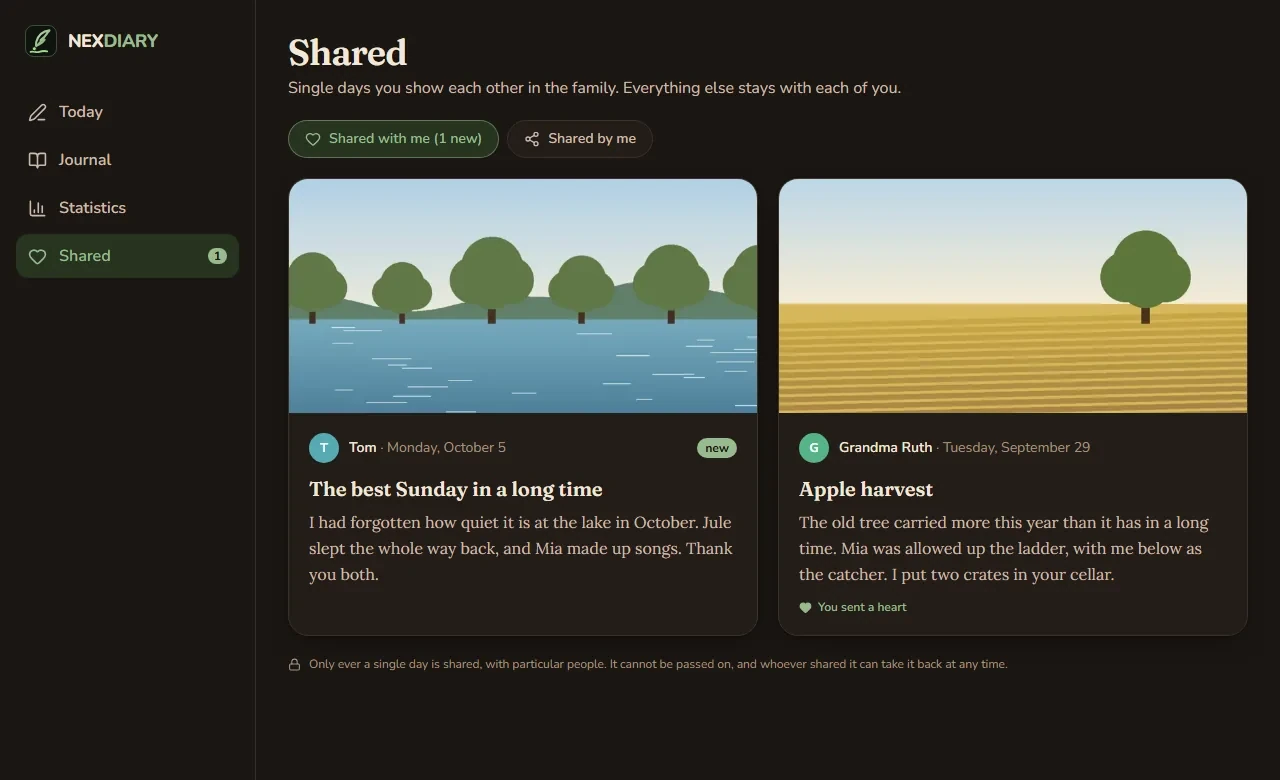 NEXDIARY
Today
Journal
Statistics
Shared 1
Shared
Single days you show each other in the family. Everything else stays with each of you.
Shared with me (1 new)
Shared by me
T Tom · Monday, October 5 new
The best Sunday in a long time
I had forgotten how quiet it is at the lake in October. Jule
slept the whole way back, and Mia made up songs. Thank
you both.
G Grandma Ruth · Tuesday, September 29
Apple harvest
The old tree carried more this year than it has in a long
time. Mia was allowed up the ladder, with me below as
the catcher. I put two crates in your cellar.
You sent a heart
Only ever a single day is shared, with particular people. It cannot be passed on, and whoever shared it can take it back at any time.